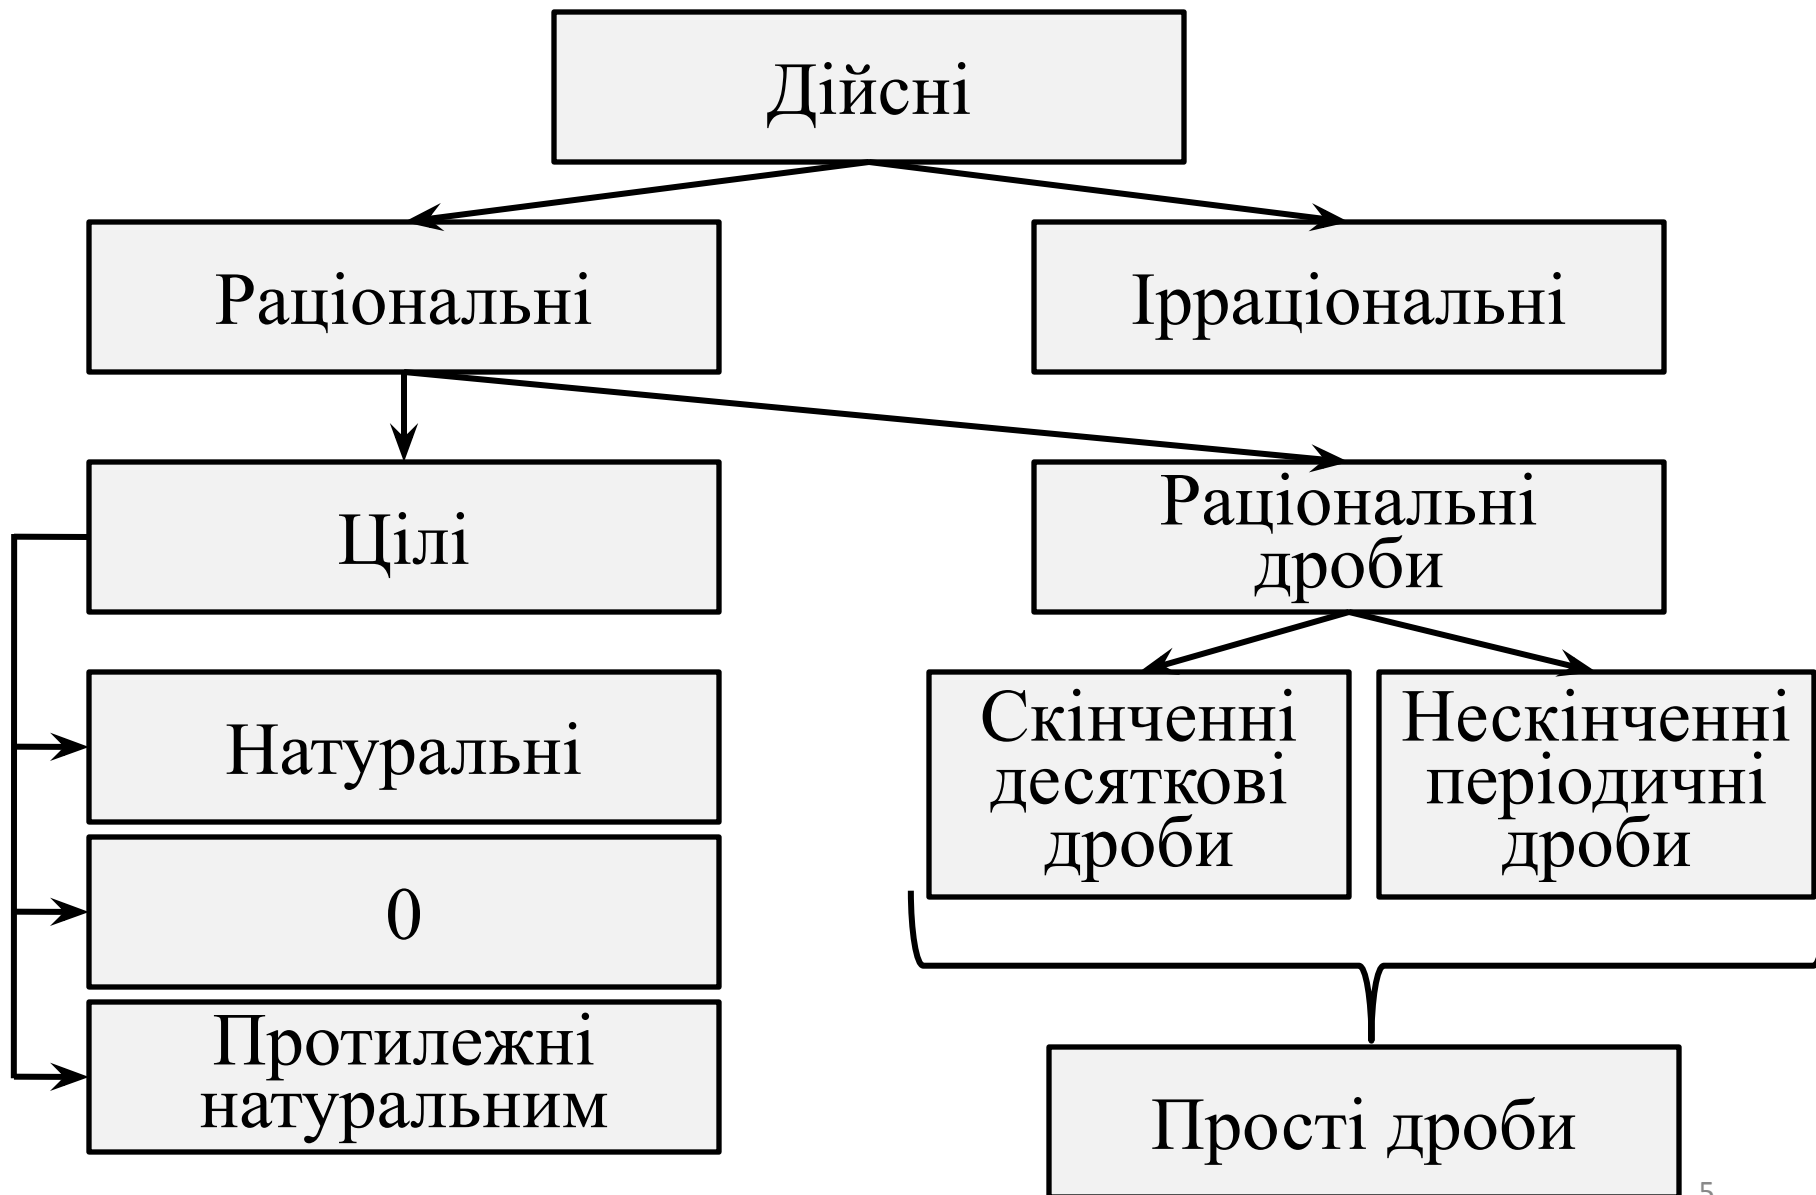 Дійсні
Раціональні
Ірраціональні
Цілі
Раціональні
дроби
Натуральні
0
Протилежні
натуральним
Скінченні
десяткові
дроби
Нескінченні
періодичні
дроби
Прості дроби
5